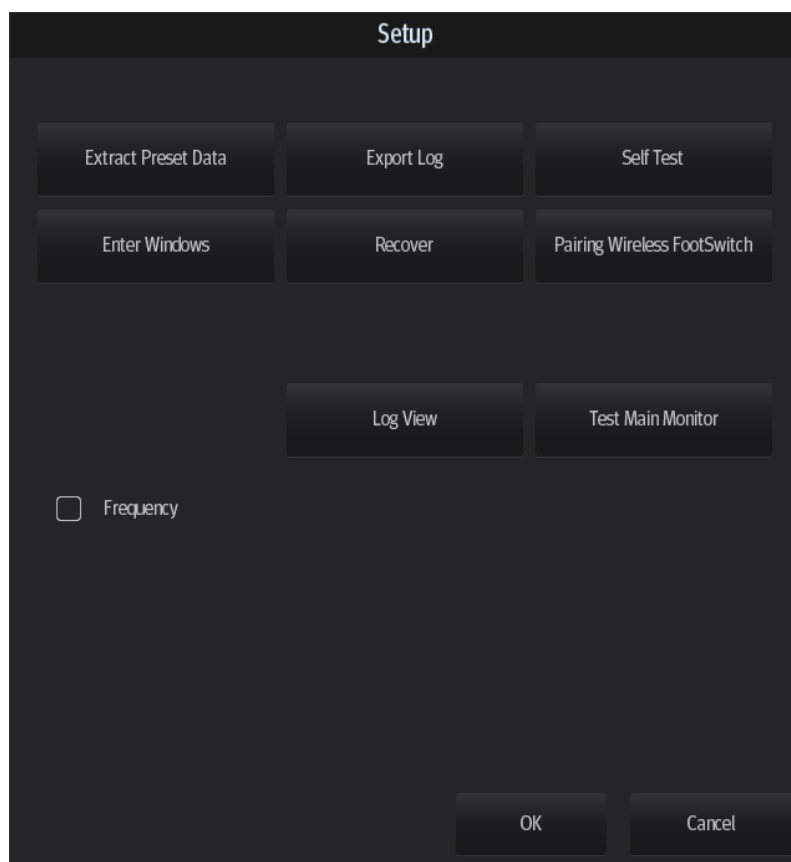 Setup
Extract Preset Data
Export Log
Self Test
Enter Windows
Recover
Pairing Wireless FootSwitch
Log View
Test Main Monitor
Frequency
OK
Cancel